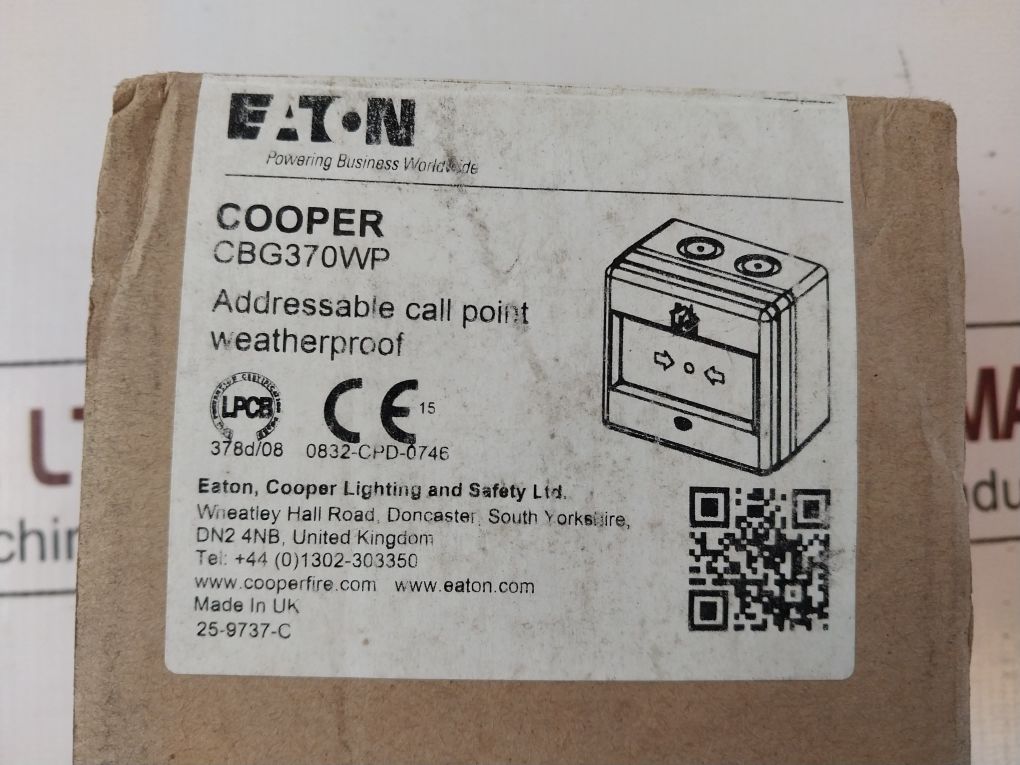 EATON
Powering Business Worldwide
COOPER
CBG370WP
Addressable call point
weatherproof
LPCB
15
378d/08 0832-CPD-0746
Eaton, Cooper Lighting and Safety Ltd.
Wheatley Hall Road, Doncaster, South Yorkshire,
DN2 4NB, United Kingdom
Tel: +44 (0)1302-303350
www.cooperfire.com www.eaton.com
Made In UK
25-9737-C